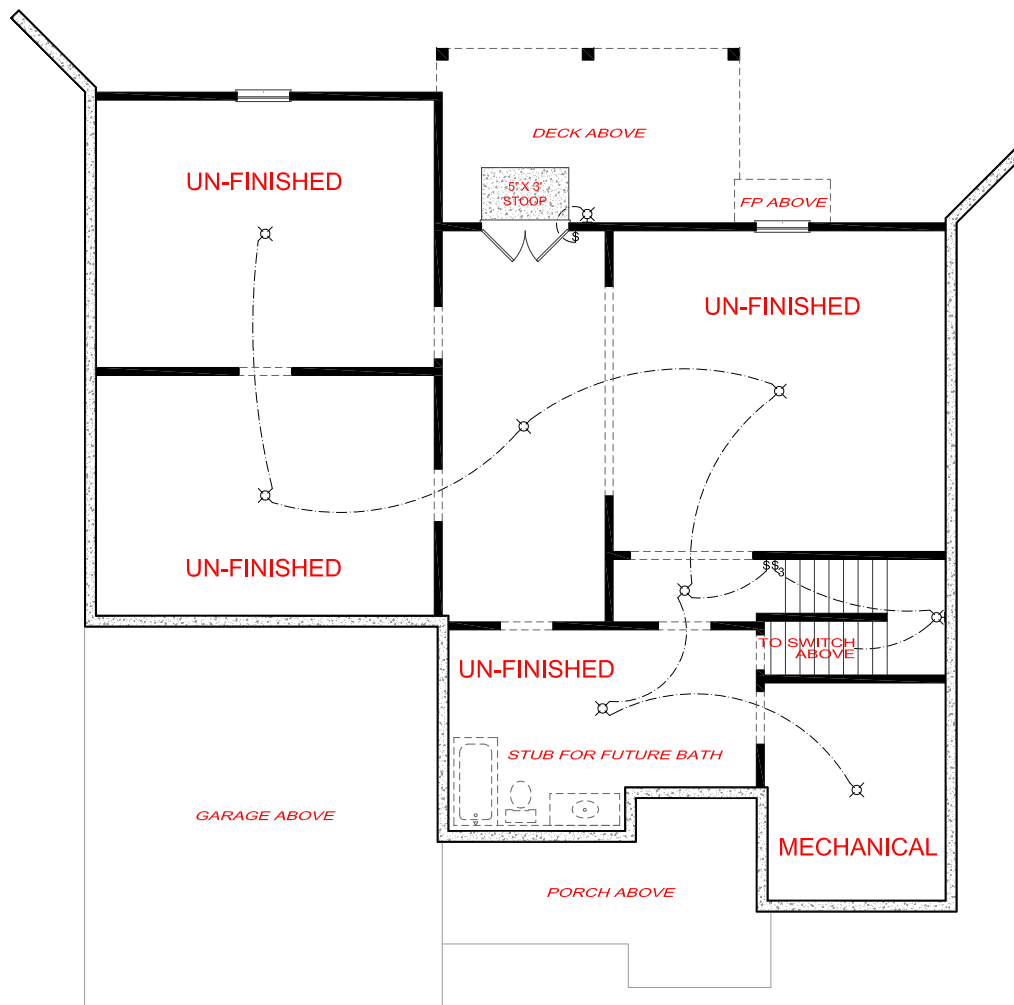 DECK ABOVE
UN-FINISHED
5' X 3'
STOOP
FP ABOVE
$
UN-FINISHED
UN-FINISHED
$$3
TO SWITCH
ABOVE
UN-FINISHED
STUB FOR FUTURE BATH
GARAGE ABOVE
MECHANICAL
PORCH ABOVE